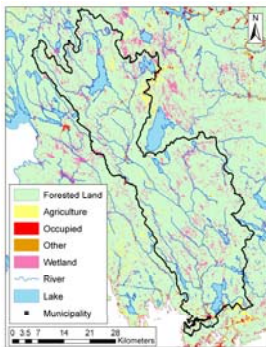 N
Forested Land
Agriculture
Occupied
Other
Wetland
River
Lake
Municipality
0 3.5 7 14 21 28
Kilometers